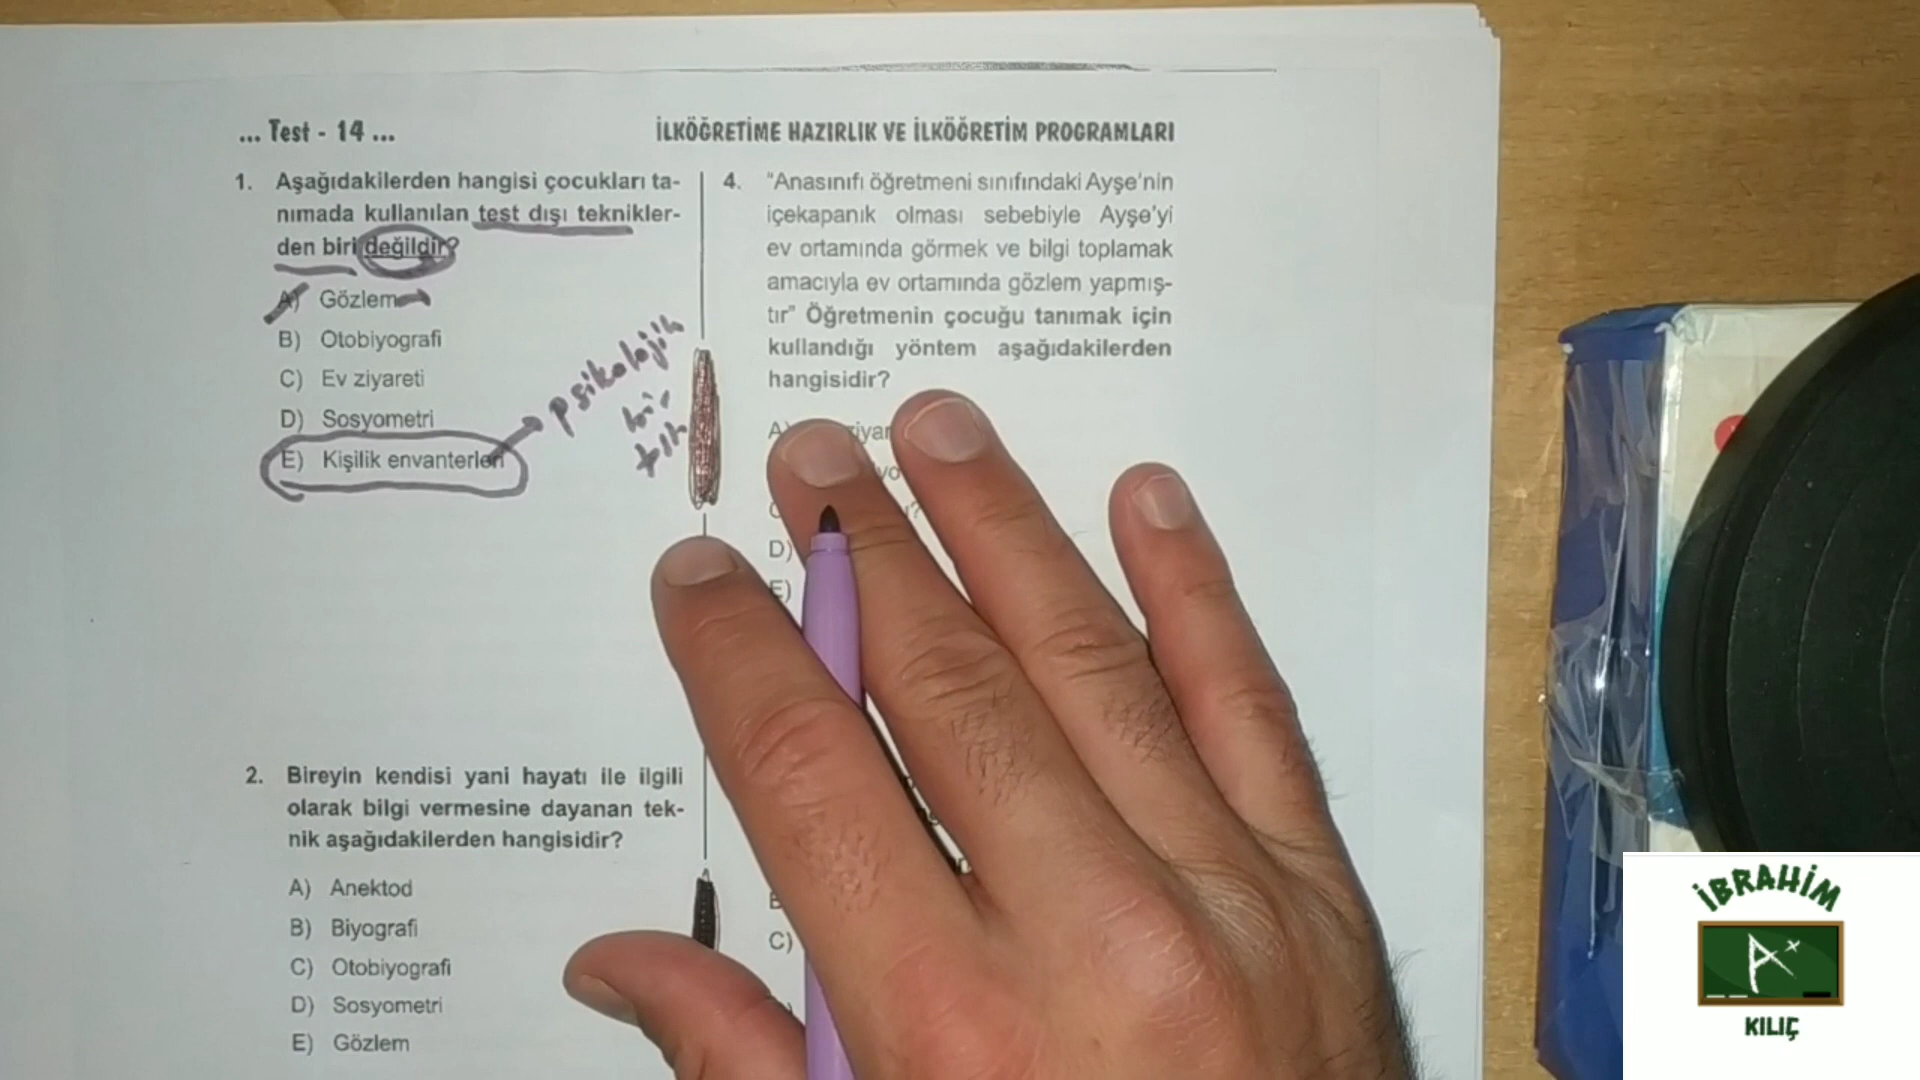 ... Test - 14 ...
İLKÖĞRETİME HAZIRLIK VE İLKÖĞRETİM PROGRAMLARI
1. Aşağıdakilerden hangisi çocukları ta-
nımada kullanılan test dışı teknikler-
den biri değildir?
A) Gözlem
B) Otobiyografi
C) Ev ziyareti
D) Sosyometri
E) Kişilik envanterleri
psikolojik
bir
2. Bireyin kendisi yani hayatı ile ilgili
olarak bilgi vermesine dayanan tek-
nik aşağıdakilerden hangisidir?
A) Anektod
B) Biyografi
C) Otobiyografi
D) Sosyometri
E) Gözlem
4. "Anasınıfı öğretmeni sınıfındaki Ayşe'nin
içekapanık olması sebebiyle Ayşe'yi
ev ortamında görmek ve bilgi toplamak
amacıyla ev ortamında gözlem yapmış-
tır" Öğretmenin çocuğu tanımak için
kullandığı yöntem aşağıdakilerden
hangisidir?
A)
D)
E)
C)
İBRAHİM
A+
KILIÇ